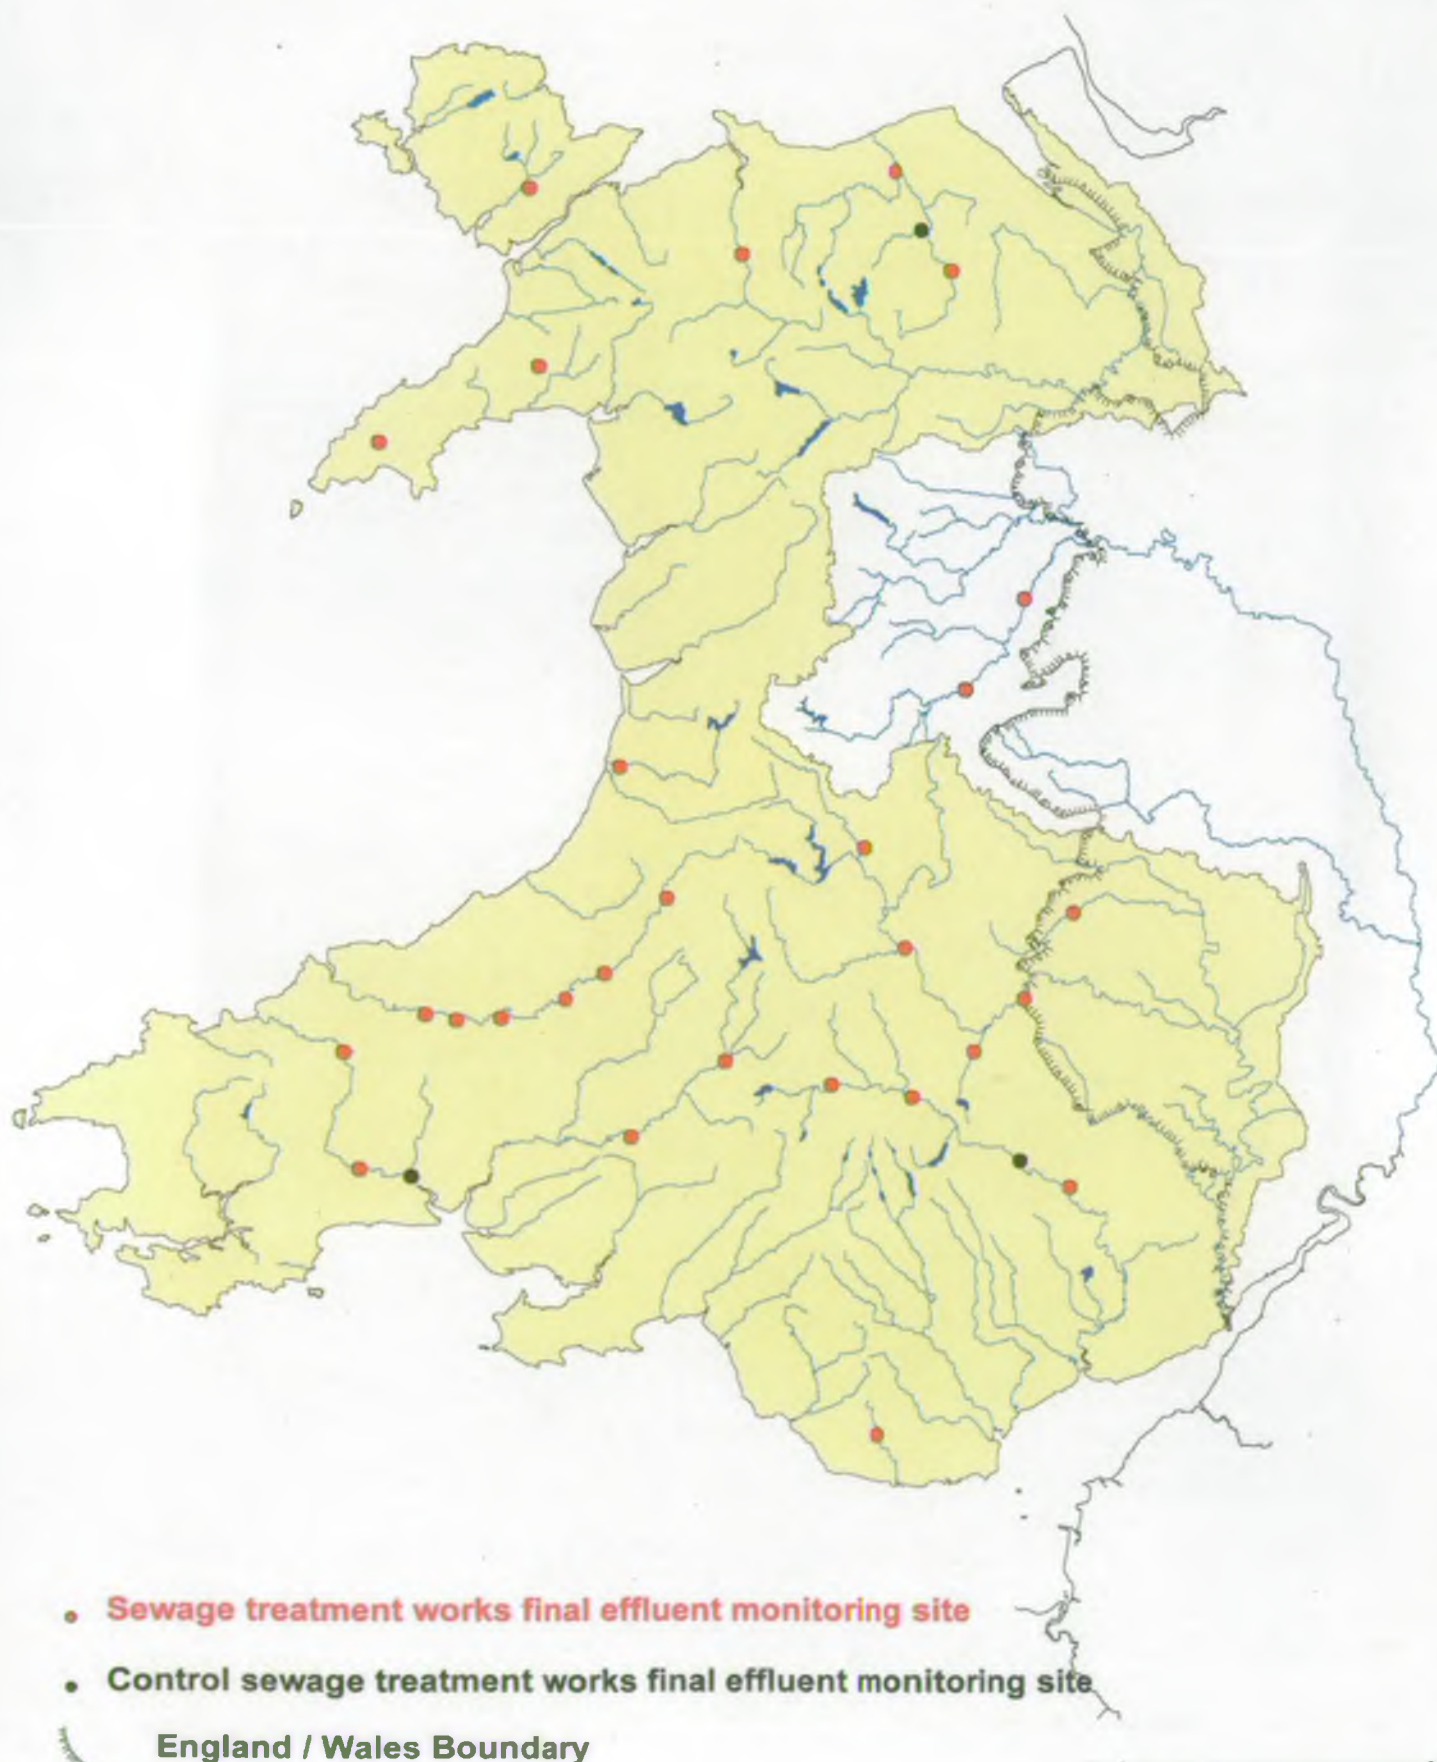 Sewage treatment works final effluent monitoring site
Control sewage treatment works final effluent monitoring site
England / Wales Boundary